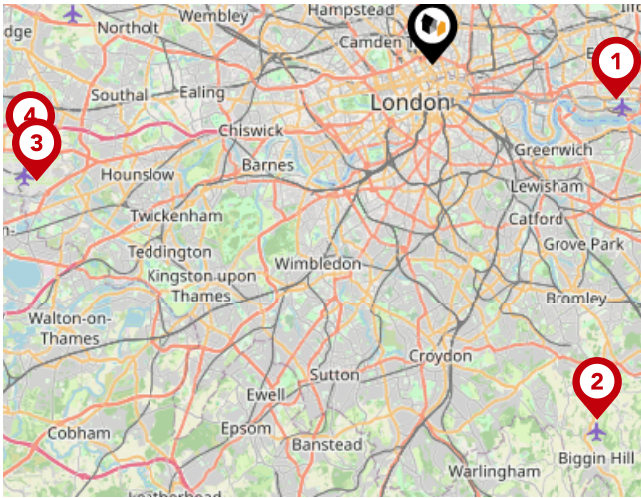 Hampstead
Wembley
Northolt
dge
Camden
1
Southall
Ealing
London
4
Chiswick
3
Greenwich
Barnes
Hounslow
Lewisham
Twickenham
Catford
Grove Park
Teddington
Wimbledon
Kingston upon
Thames
Bromley
Walton-on-
Thames
Croydon
Sutton
2
Ewell
Epsom
Cobham
Banstead
Biggin Hill
Warlingham
Leatherhead